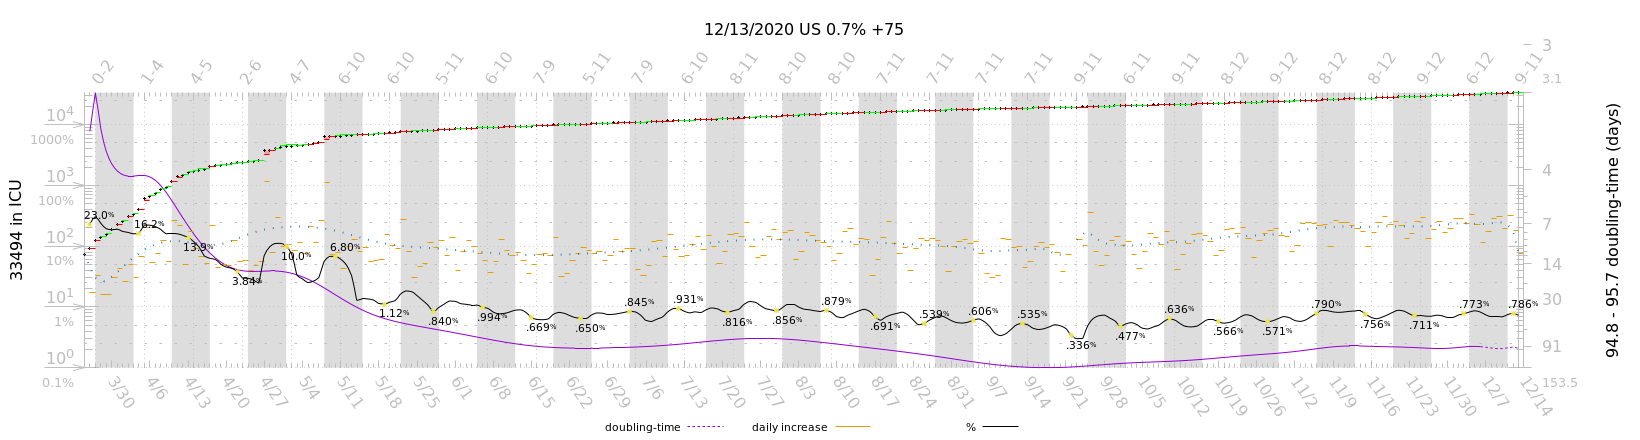 12/13/2020 US 0.7% +75
0-2 1-4 4-5 2-6 4-7 6-10 6-10 5-11 6-10 7-9 5-11 7-9 6-10 8-11 8-11 8-10 7-11 7-11 7-11 9-11 6-11 9-11 8-12 8-12 8-12 8-12 9-12 6-12 9-11
3
3.1
4
7
14
30
91
153.5
94.8 - 95.7 doubling-time (days)
33494 in ICU
10⁴
1000%
10³
100%
10²
10%
10¹
1%
10⁰
0.1%
23.0% 16.2% 13.9% 3.84% 10.0% 6.80% 1.12% .840% .994% .669% .650% .845% .931% .816% .856% .879% .691% .539% .606% .535% .336% .477% .636% .566% .571% .790% .756% .711% .773% .786%
3/30 4/6 4/13 4/20 4/27 5/4 5/11 5/18 5/25 6/1 6/8 6/15 6/22 6/29 7/6 7/13 7/20 7/27 8/3 8/10 8/17 8/24 8/31 9/7 9/14 9/21 9/28 10/5 10/12 10/19 10/26 11/2 11/9 11/16 11/23 11/30 12/7 12/14
doubling-time daily increase %